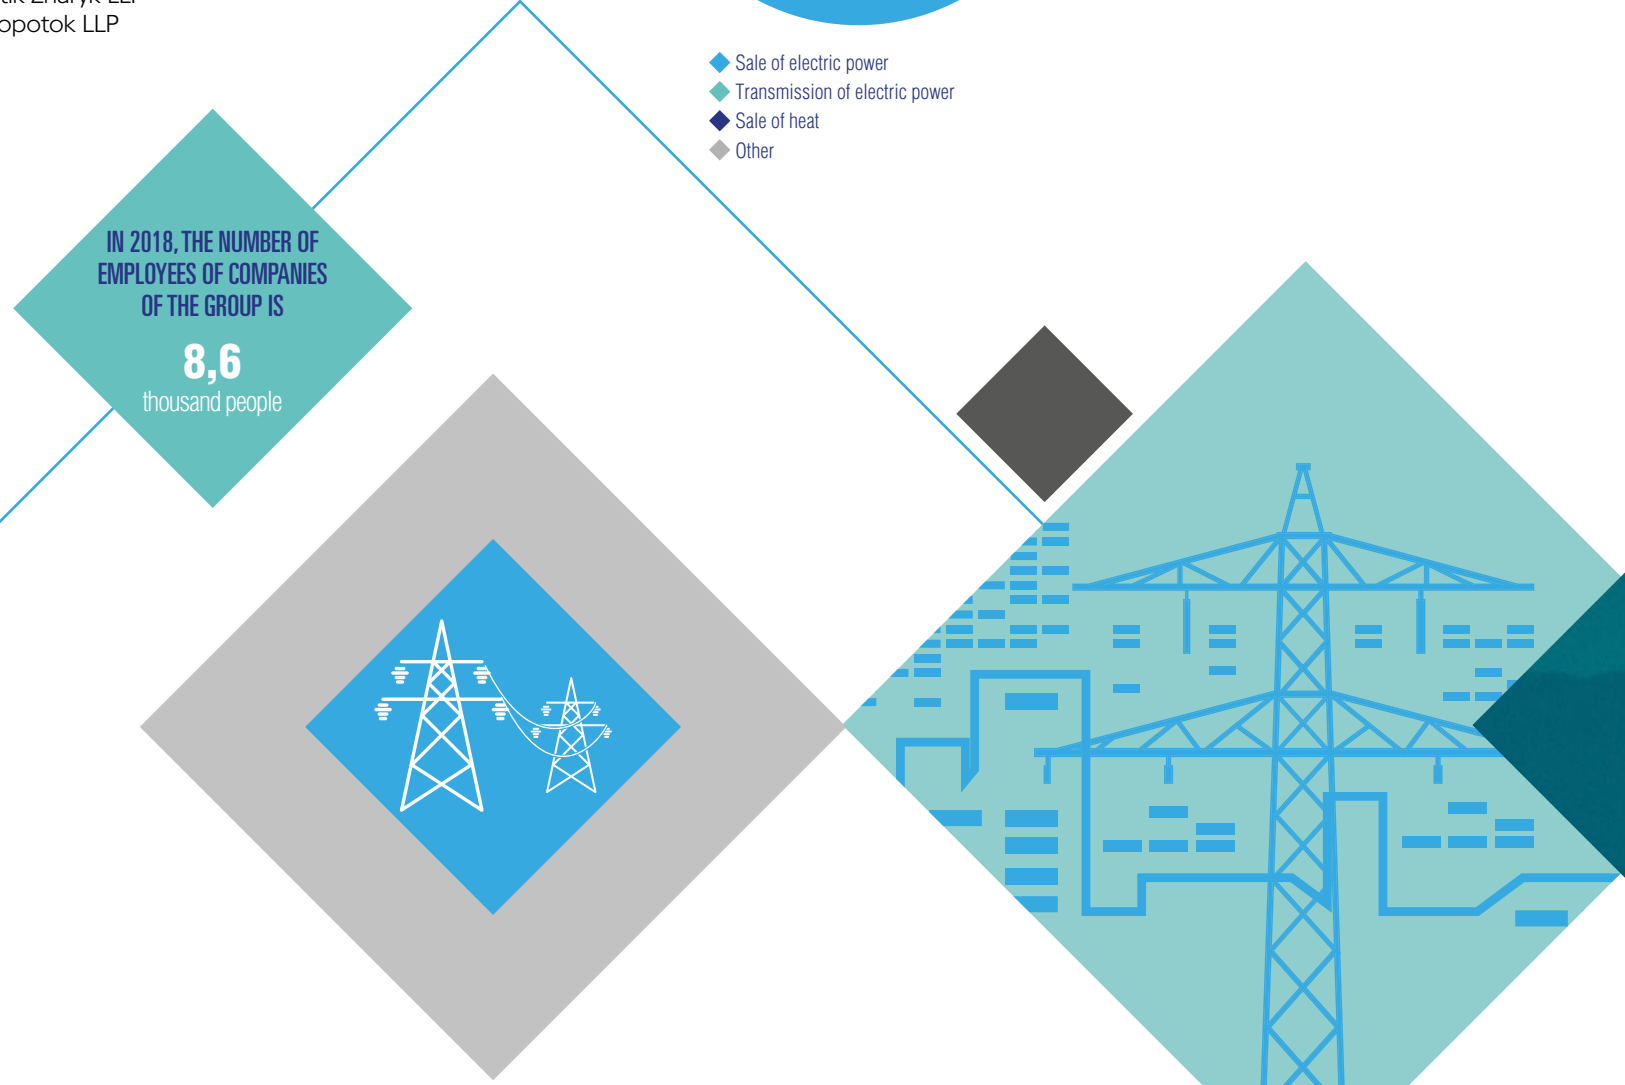 opotok LLP
Sale of electric power
Transmission of electric power
Sale of heat
Other
IN 2018, THE NUMBER OF
EMPLOYEES OF COMPANIES
OF THE GROUP IS
8,6
thousand people